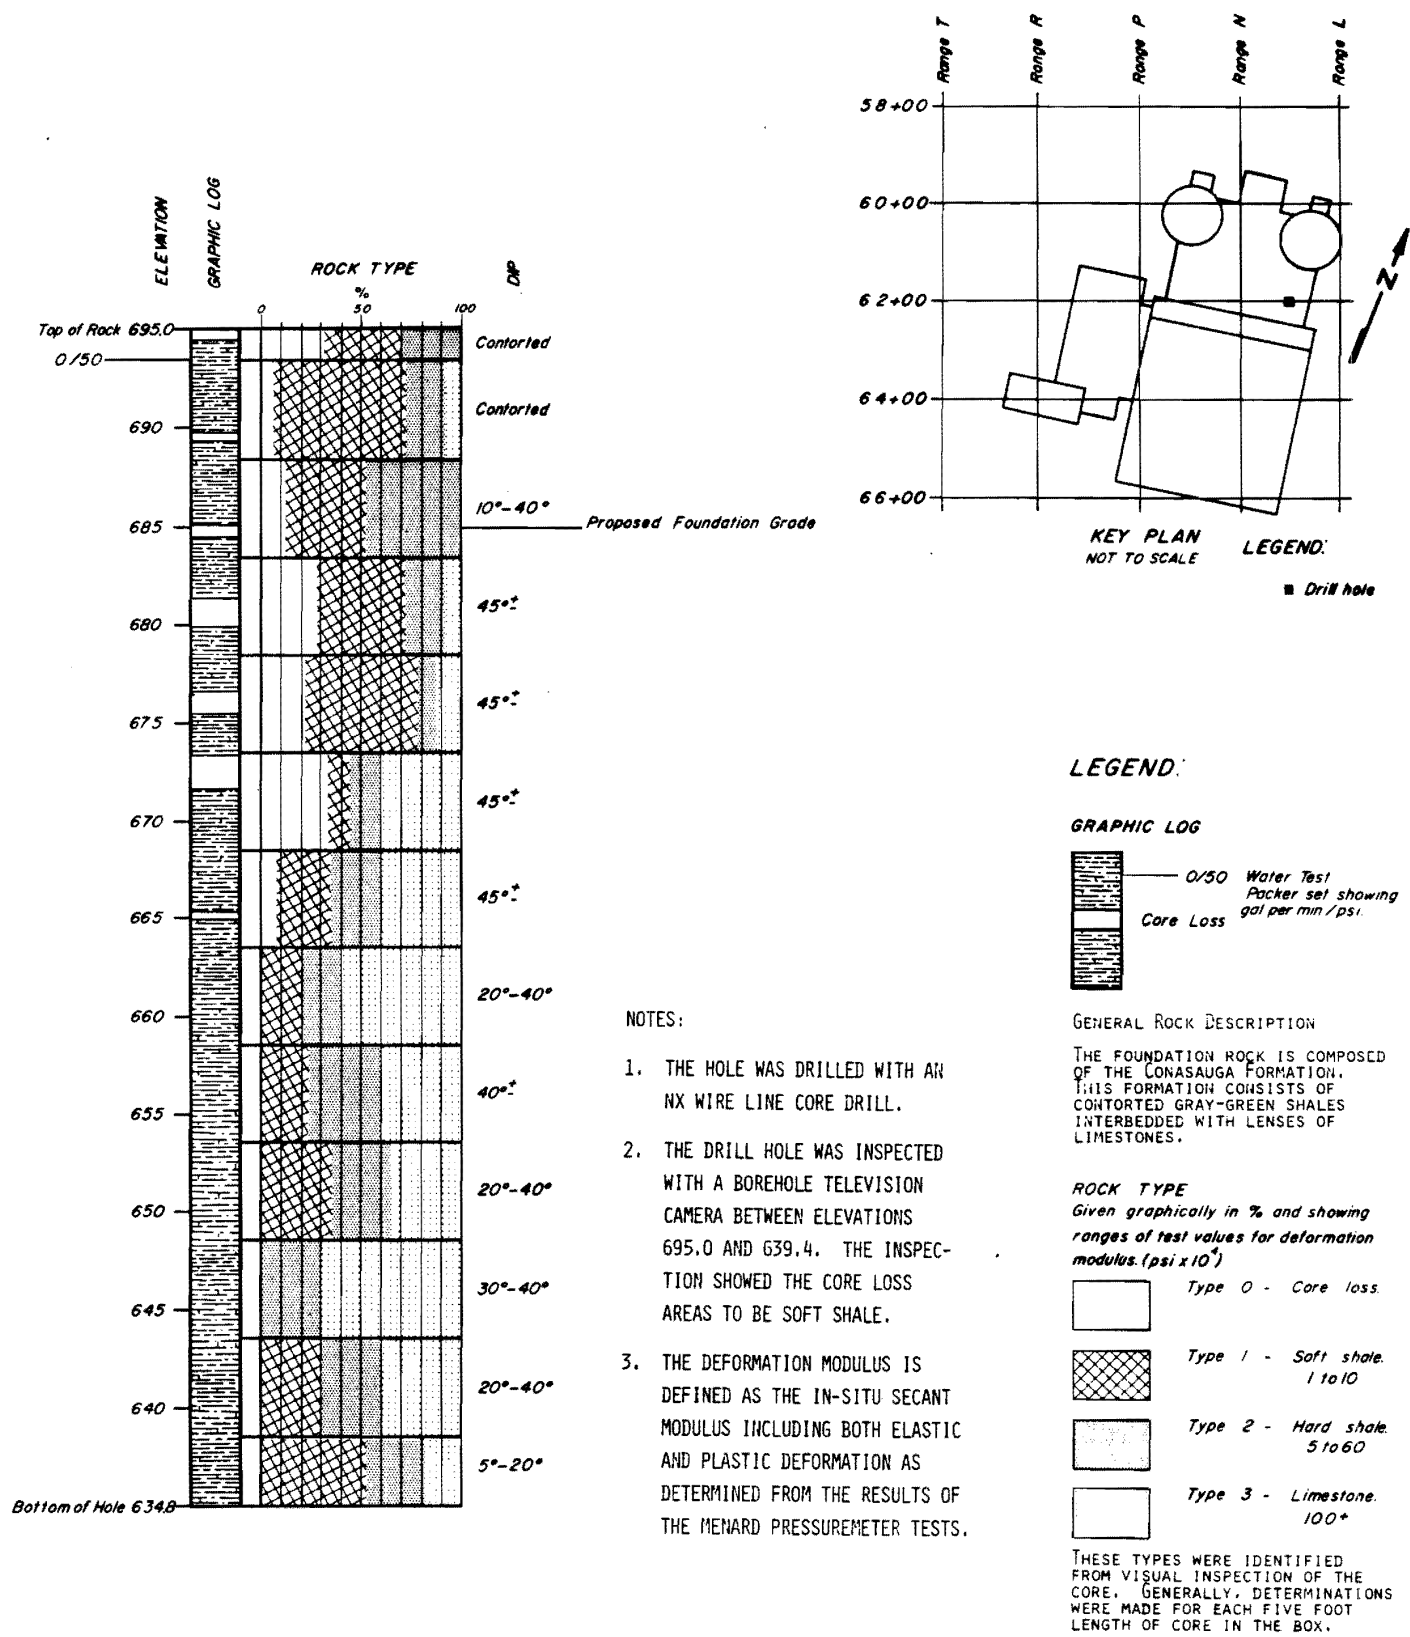 Range T
Range R
Range P
Range N
Range L
58+00
60+00
62+00
64+00
66+00
N
KEY PLAN
NOT TO SCALE
LEGEND:
Drill hole
ELEVATION
GRAPHIC LOG
ROCK TYPE
%
0 50 100
DIP
Top of Rock 695.0
0/50
690
685
680
675
670
665
660
655
650
645
640
Bottom of Hole 634.8
Contorted
Contorted
10°-40°
Proposed Foundation Grade
45°±
45°±
45°±
45°±
20°-40°
40°±
20°-40°
30°-40°
20°-40°
5°-20°
NOTES:
1. THE HOLE WAS DRILLED WITH AN
NX WIRE LINE CORE DRILL.
2. THE DRILL HOLE WAS INSPECTED
WITH A BOREHOLE TELEVISION
CAMERA BETWEEN ELEVATIONS
695.0 AND 639.4. THE INSPEC-
TION SHOWED THE CORE LOSS
AREAS TO BE SOFT SHALE.
3. THE DEFORMATION MODULUS IS
DEFINED AS THE IN-SITU SECANT
MODULUS INCLUDING BOTH ELASTIC
AND PLASTIC DEFORMATION AS
DETERMINED FROM THE RESULTS OF
THE MENARD PRESSUREMETER TESTS.
LEGEND:
GRAPHIC LOG
0/50 Water Test
Packer set showing
gal per min/psi.
Core Loss
GENERAL ROCK DESCRIPTION
THE FOUNDATION ROCK IS COMPOSED
OF THE CONASAUGA FORMATION.
THIS FORMATION CONSISTS OF
CONTORTED GRAY-GREEN SHALES
INTERBEDDED WITH LENSES OF
LIMESTONES.
ROCK TYPE
Given graphically in % and showing
ranges of test values for deformation
modulus. (psi x 10⁴)
Type 0 - Core loss.
Type 1 - Soft shale.
1 to 10
Type 2 - Hard shale.
5 to 60
Type 3 - Limestone.
100+
THESE TYPES WERE IDENTIFIED
FROM VISUAL INSPECTION OF THE
CORE. GENERALLY, DETERMINATIONS
WERE MADE FOR EACH FIVE FOOT
LENGTH OF CORE IN THE BOX.